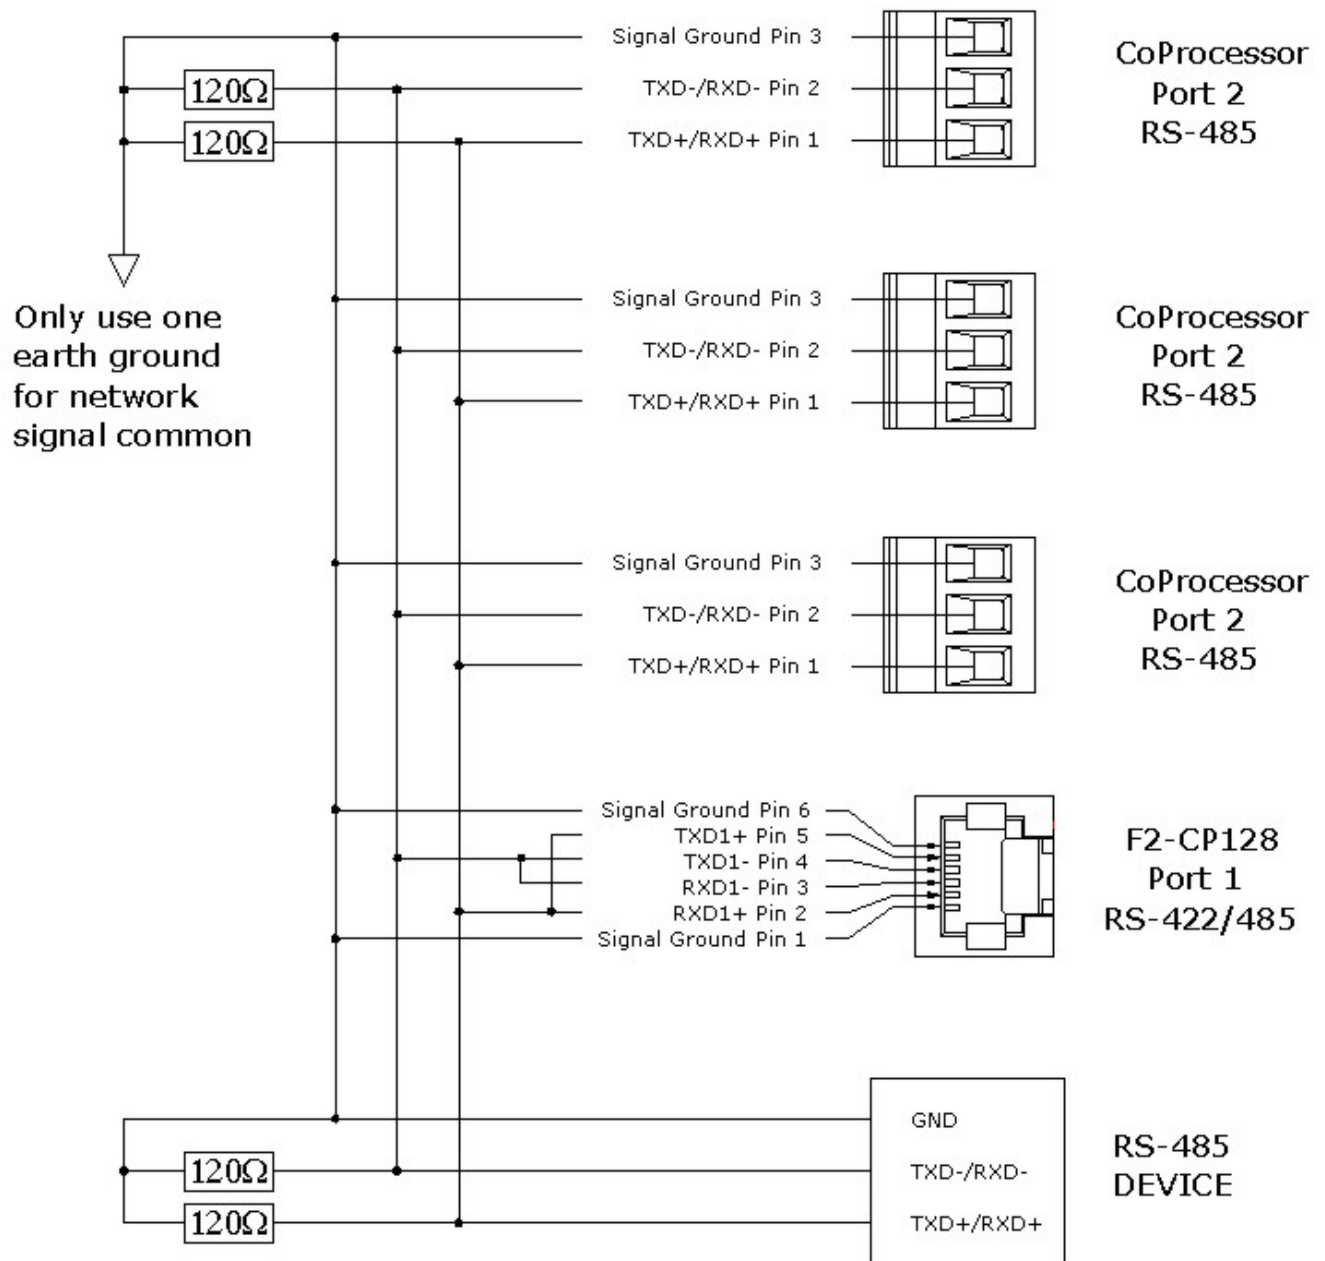 Signal Ground Pin 3
120Ω
TXD-/RXD- Pin 2
120Ω
TXD+/RXD+ Pin 1
CoProcessor
Port 2
RS-485
Only use one
earth ground
for network
signal common
Signal Ground Pin 3
TXD-/RXD- Pin 2
TXD+/RXD+ Pin 1
CoProcessor
Port 2
RS-485
Signal Ground Pin 3
TXD-/RXD- Pin 2
TXD+/RXD+ Pin 1
CoProcessor
Port 2
RS-485
Signal Ground Pin 6
TXD1+ Pin 5
TXD1- Pin 4
RXD1- Pin 3
RXD1+ Pin 2
Signal Ground Pin 1
F2-CP128
Port 1
RS-422/485
GND
120Ω
TXD-/RXD-
120Ω
TXD+/RXD+
RS-485
DEVICE